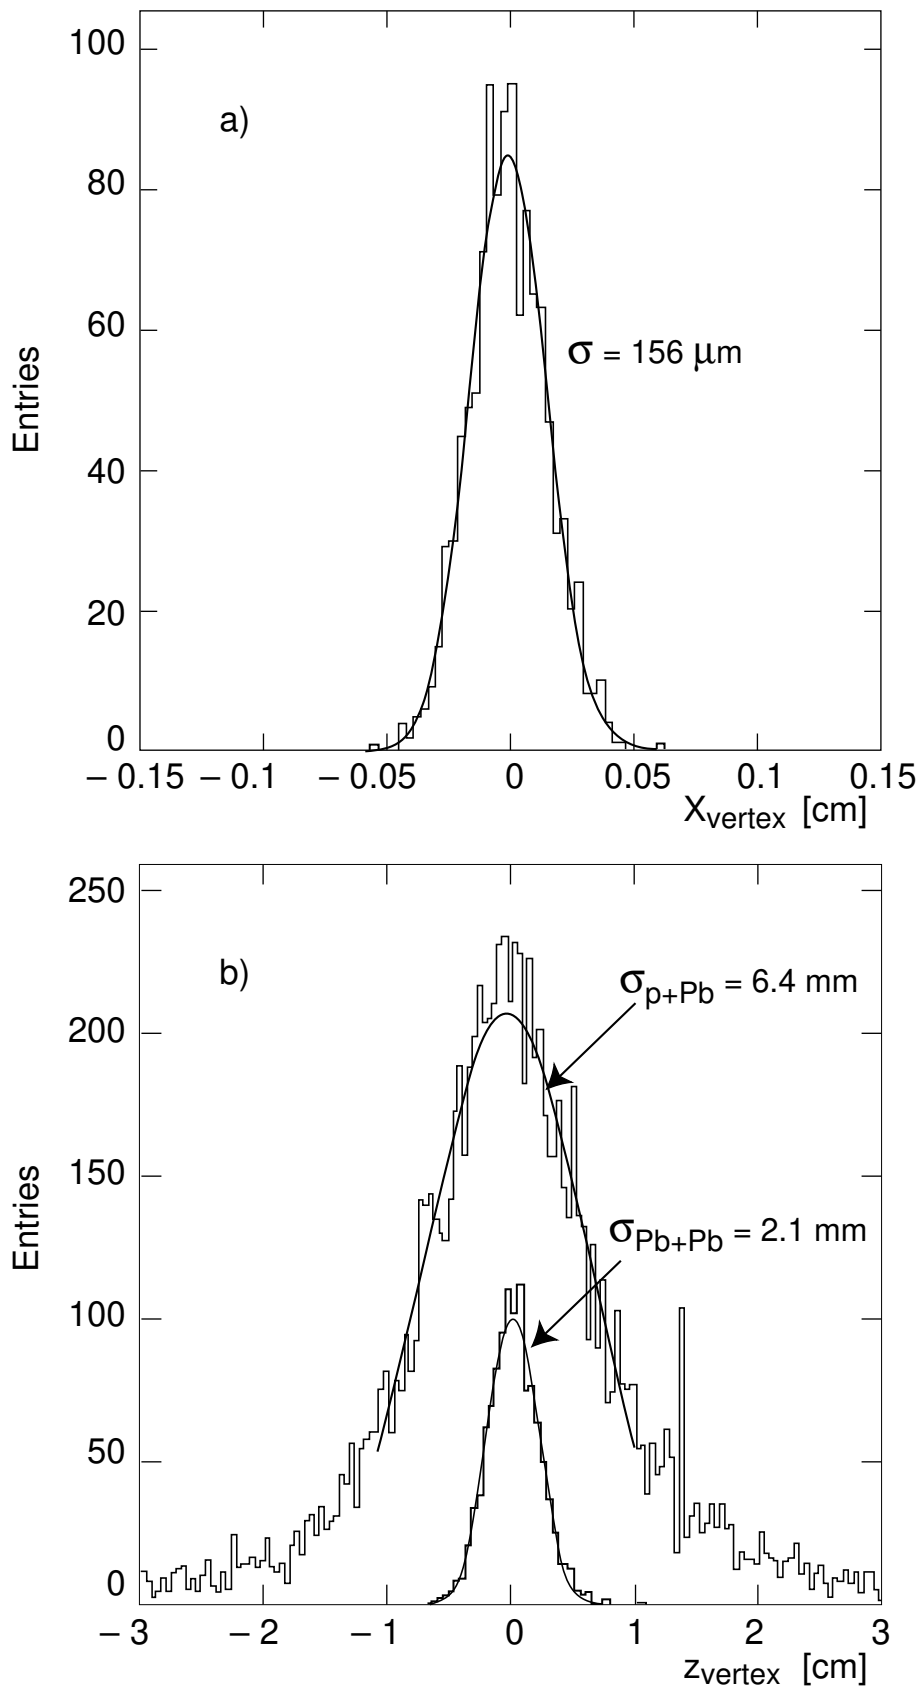 100
a)
80
60
σ = 156 μm
Entries
40
20
0
− 0.15 − 0.1 − 0.05 0 0.05 0.1 0.15
Xvertex [cm]
250
b)
σp+Pb = 6.4 mm
200
150
Entries
σPb+Pb = 2.1 mm
100
50
0
− 3 − 2 − 1 0 1 2 3
zvertex [cm]